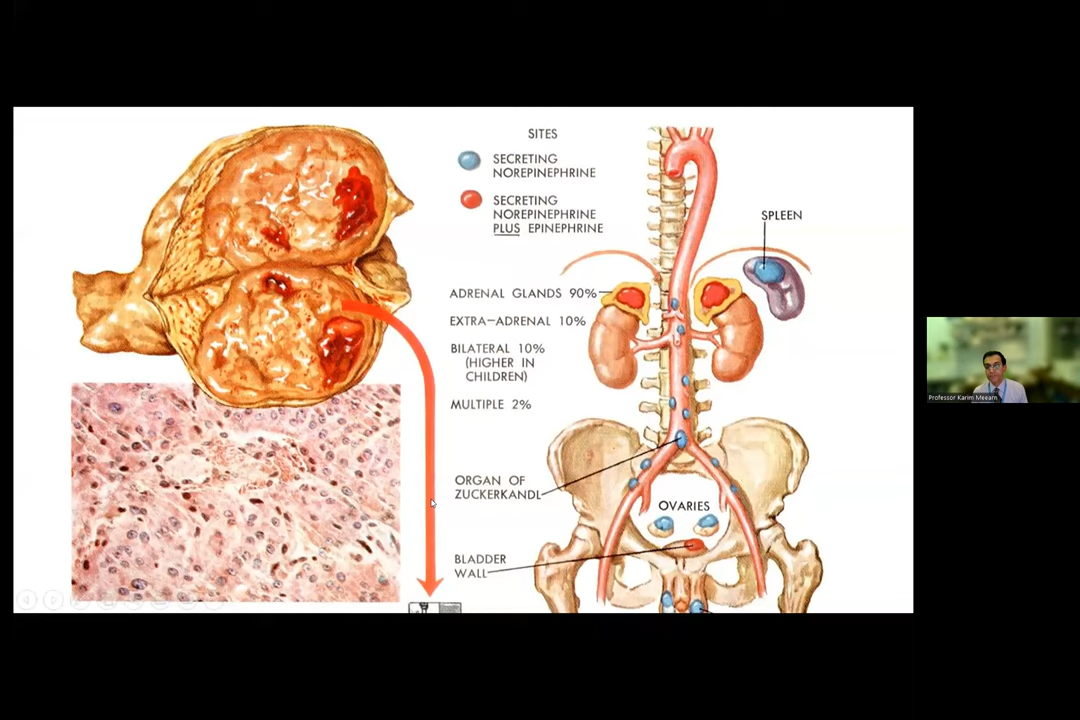 SITES
SECRETING
NOREPINEPHRINE
SECRETING
NOREPINEPHRINE
PLUS EPINEPHRINE
SPLEEN
ADRENAL GLANDS 90%
EXTRA-ADRENAL 10%
BILATERAL 10%
(HIGHER IN
CHILDREN)
MULTIPLE 2%
ORGAN OF
ZUCKERKANDL
OVARIES
BLADDER
WALL
Professor Karim Meeran